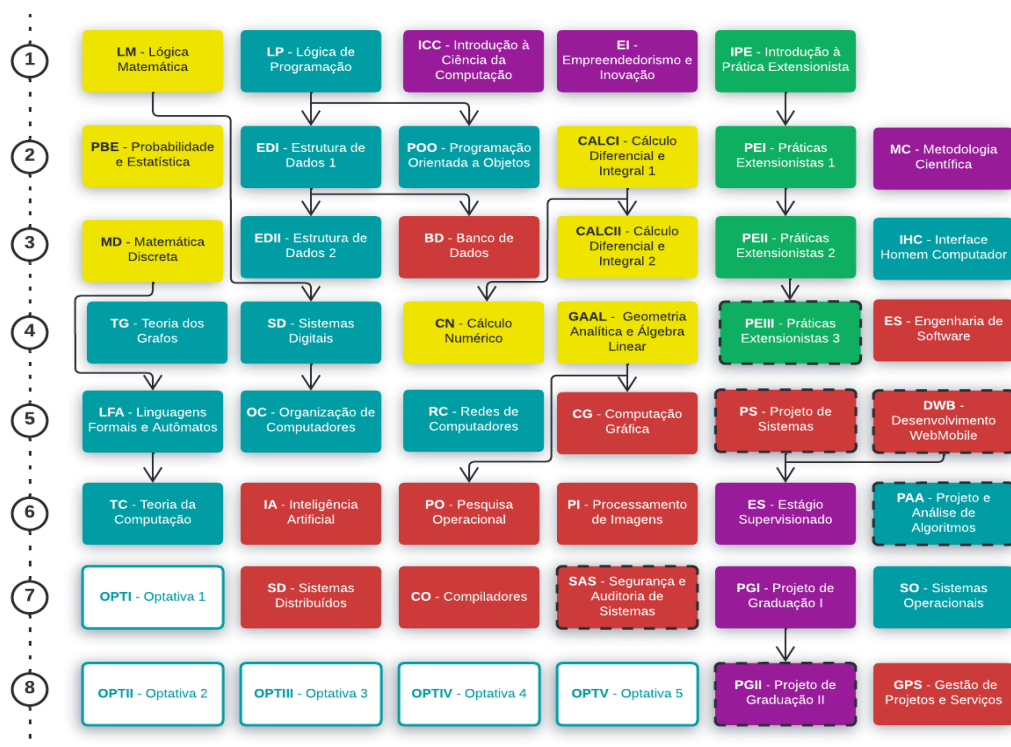 1
LM - Lógica
Matemática
LP - Lógica de
Programação
ICC - Introdução à
Ciência da
Computação
EI -
Empreendedorismo e
Inovação
IPE - Introdução à
Prática Extensionista
2
PBE - Probabilidade
e Estatística
EDI - Estrutura de
Dados 1
POO - Programação
Orientada a Objetos
CALCI - Cálculo
Diferencial e
Integral 1
PEI - Práticas
Extensionistas 1
MC - Metodologia
Científica
3
MD - Matemática
Discreta
EDII - Estrutura de
Dados 2
BD - Banco de
Dados
CALCII - Cálculo
Diferencial e
Integral 2
PEII - Práticas
Extensionistas 2
IHC - Interface
Homem Computador
4
TG - Teoria dos
Grafos
SD - Sistemas
Digitais
CN - Cálculo
Numérico
GAAL - Geometria
Analítica e Álgebra
Linear
PEIII - Práticas
Extensionistas 3
ES - Engenharia de
Software
5
LFA - Linguagens
Formais e Autômatos
OC - Organização de
Computadores
RC - Redes de
Computadores
CG - Computação
Gráfica
PS - Projeto de
Sistemas
DWB -
Desenvolvimento
WebMobile
6
TC - Teoria da
Computação
IA - Inteligência
Artificial
PO - Pesquisa
Operacional
PI - Processamento
de Imagens
ES - Estágio
Supervisionado
PAA - Projeto e
Análise de
Algoritmos
7
OPTI - Optativa 1
SD - Sistemas
Distribuídos
CO - Compiladores
SAS - Segurança e
Auditoria de
Sistemas
PGI - Projeto de
Graduação I
SO - Sistemas
Operacionais
8
OPTII - Optativa 2
OPTIII - Optativa 3
OPTIV - Optativa 4
OPTV - Optativa 5
PGII - Projeto de
Graduação II
GPS - Gestão de
Projetos e Serviços